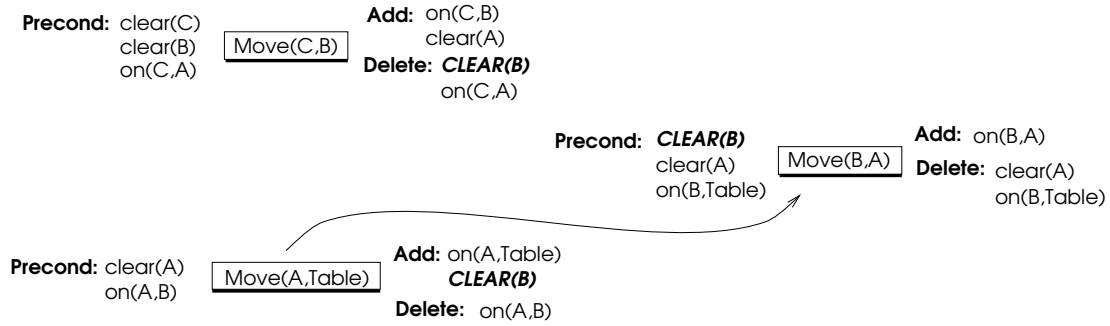 Precond: clear(C)
clear(B)
on(C,A)
Move(C,B)
Add: on(C,B)
clear(A)
Delete: CLEAR(B)
on(C,A)
Precond: CLEAR(B)
clear(A)
on(B,Table)
Move(B,A)
Add: on(B,A)
Delete: clear(A)
on(B,Table)
Precond: clear(A)
on(A,B)
Move(A,Table)
Add: on(A,Table)
CLEAR(B)
Delete: on(A,B)